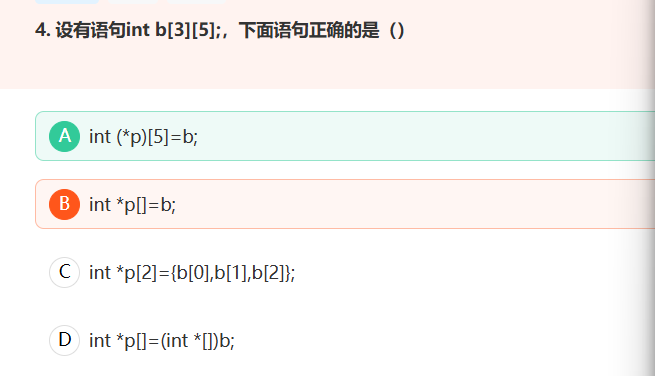 4. 设有语句int b[3][5];，下面语句正确的是（）
A int (*p)[5]=b;
B int *p[]=b;
C int *p[2]={b[0],b[1],b[2]};
D int *p[]=(int *[])b;